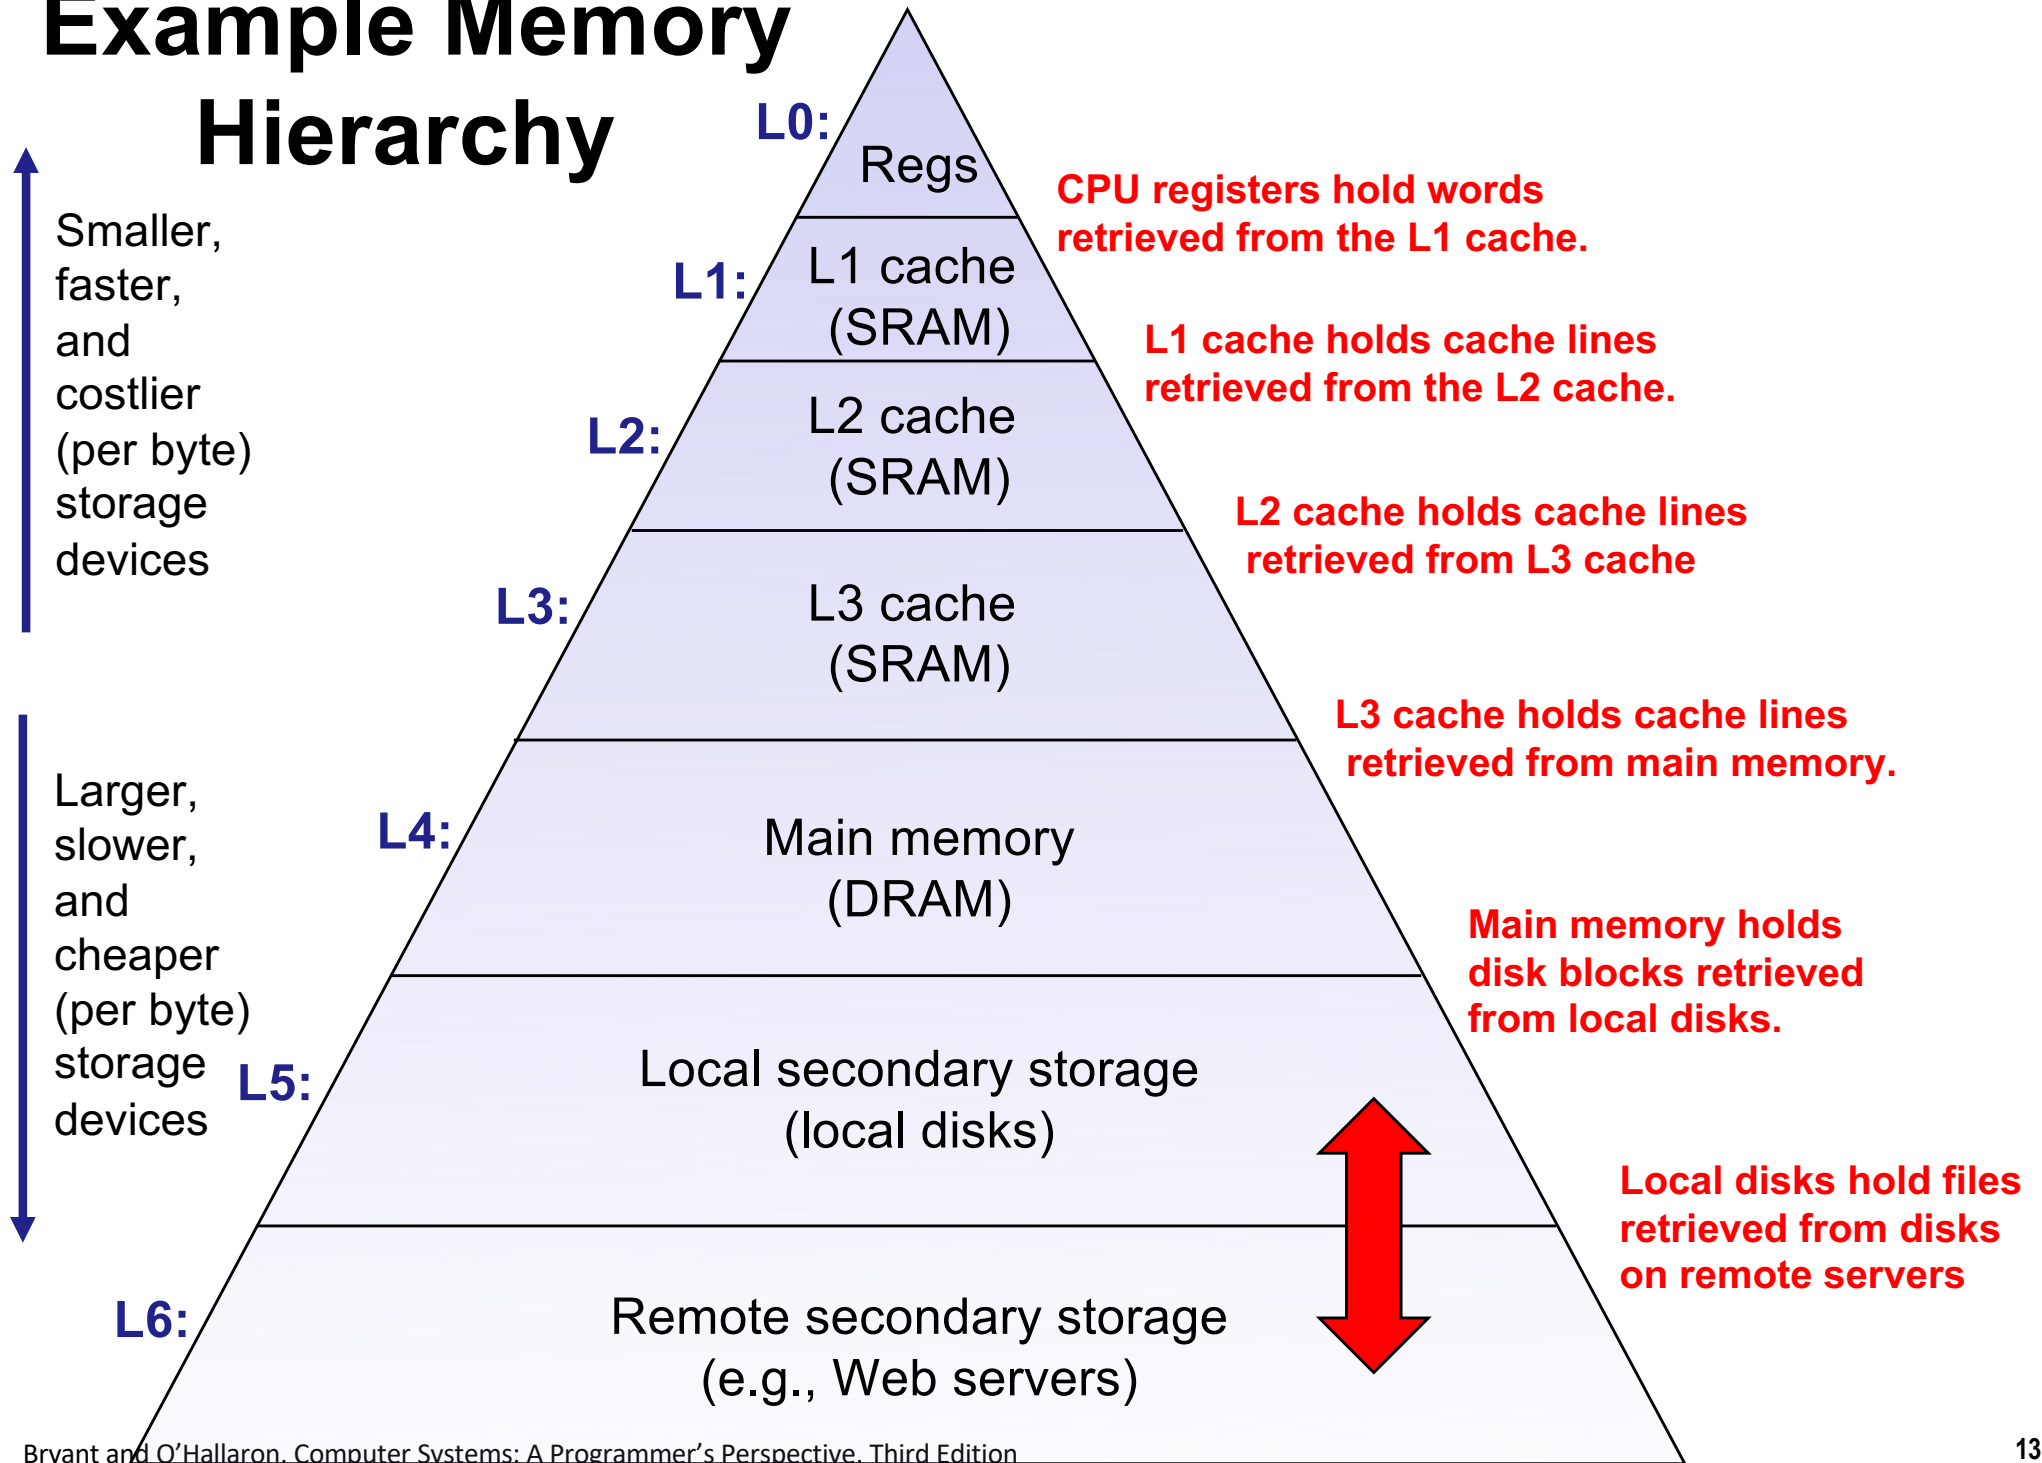 Example Memory
Hierarchy
Smaller,
faster,
and
costlier
(per byte)
storage
devices
Larger,
slower,
and
cheaper
(per byte)
storage
devices
L0:
Regs
CPU registers hold words
retrieved from the L1 cache.
L1:
L1 cache
(SRAM)
L1 cache holds cache lines
retrieved from the L2 cache.
L2:
L2 cache
(SRAM)
L2 cache holds cache lines
retrieved from L3 cache
L3:
L3 cache
(SRAM)
L3 cache holds cache lines
retrieved from main memory.
L4:
Main memory
(DRAM)
Main memory holds
disk blocks retrieved
from local disks.
L5:
Local secondary storage
(local disks)
Local disks hold files
retrieved from disks
on remote servers
L6:
Remote secondary storage
(e.g., Web servers)
Bryant and O’Hallaron, Computer Systems: A Programmer’s Perspective, Third Edition
13